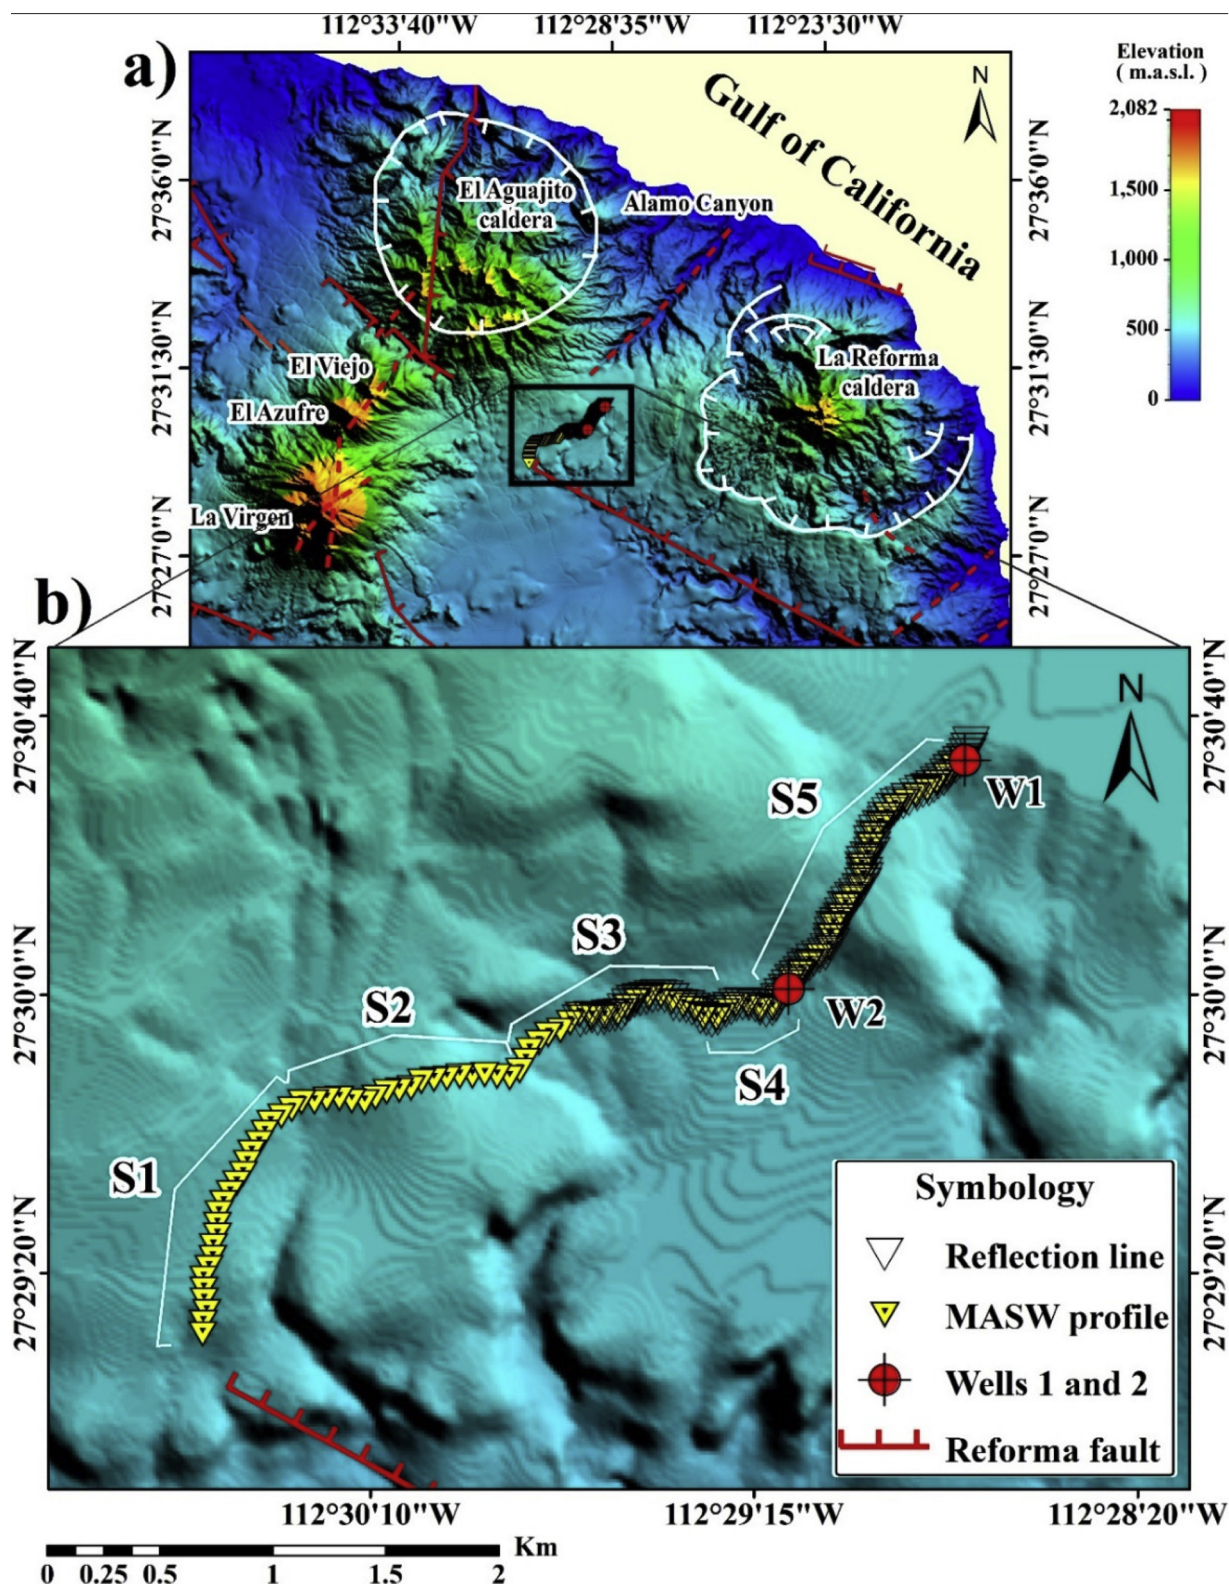 112°33'40"W 112°28'35"W 112°23'30"W
a)
N
Gulf of California
Elevation
( m.a.s.l. )
2,082
1,500
1,000
500
0
27°36'0"N
27°31'30"N
27°27'0"N
27°36'0"N
27°31'30"N
27°27'0"N
El Aguajito
caldera
Alamo Canyon
La Reforma
caldera
El Viejo
El Azufre
La Virgen
b)
27°30'40"N
27°30'0"N
27°29'20"N
27°30'40"N
27°30'0"N
27°29'20"N
N
W1
S5
S3
W2
S2
S4
S1
Symbology
Reflection line
MASW profile
Wells 1 and 2
Reforma fault
112°30'10"W 112°29'15"W 112°28'20"W
Km
0 0.25 0.5 1 1.5 2